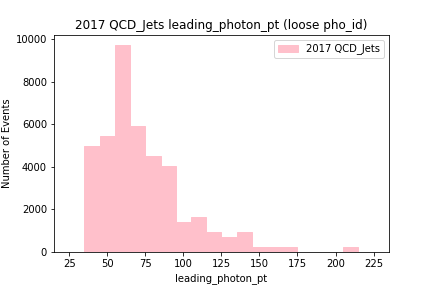 2017 QCD_Jets leading_photon_pt (loose pho_id)
2017 QCD_Jets
10000
8000
6000
4000
2000
0
Number of Events
25 50 75 100 125 150 175 200 225
leading_photon_pt